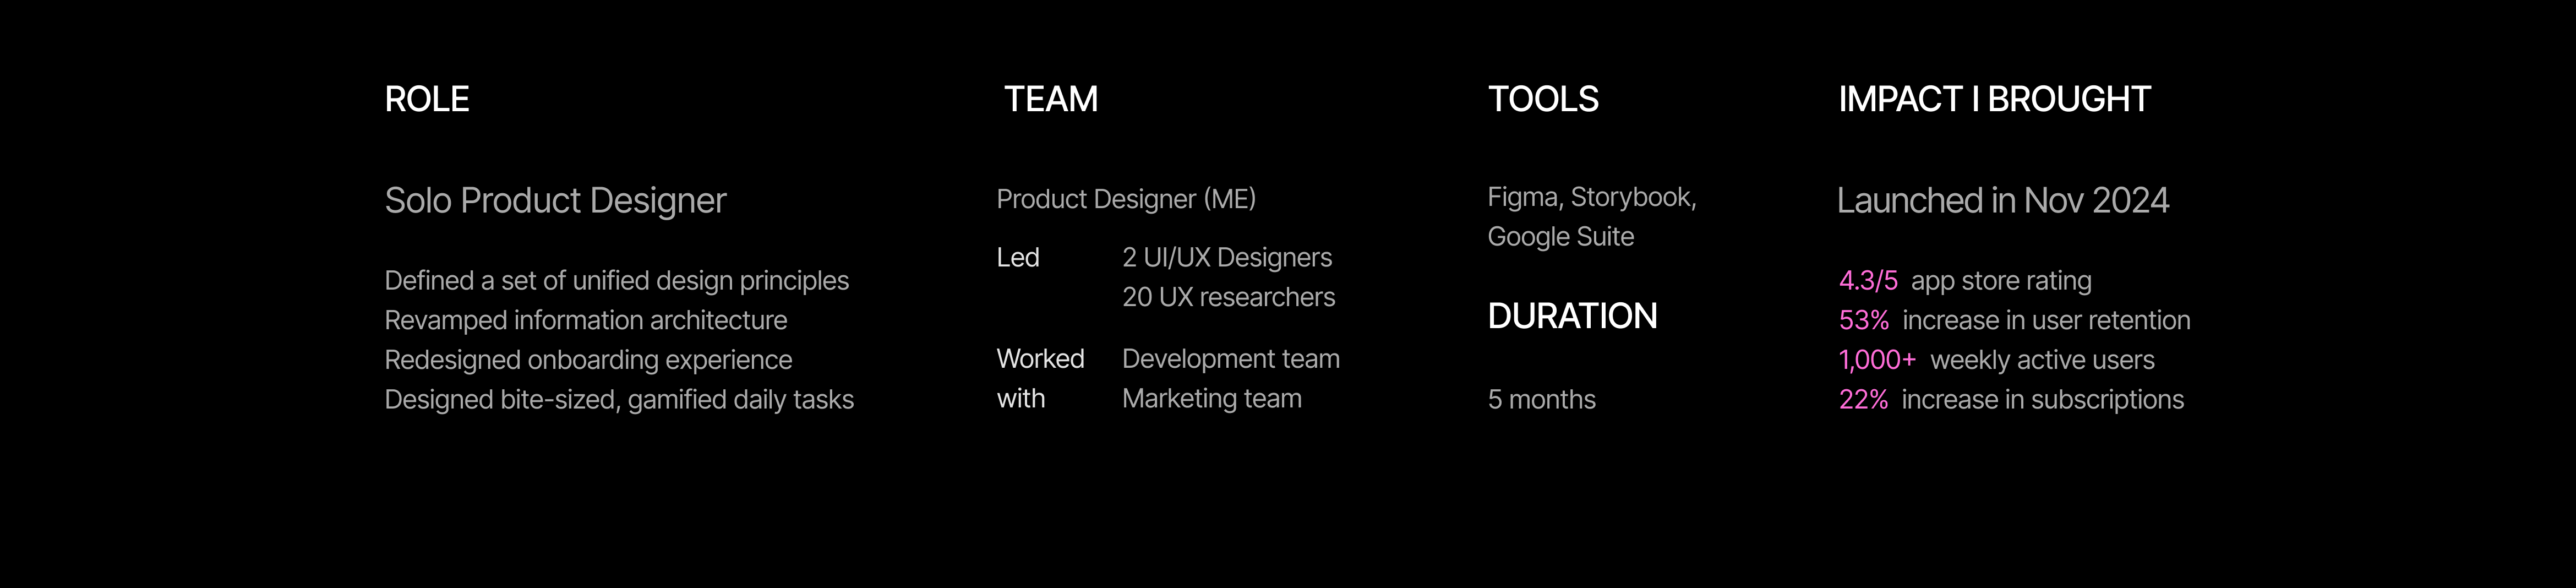 ROLE
Solo Product Designer
Defined a set of unified design principles
Revamped information architecture
Redesigned onboarding experience
Designed bite-sized, gamified daily tasks
TEAM
Product Designer (ME)
Led
2 UI/UX Designers
20 UX researchers
Worked
with
Development team
Marketing team
TOOLS
Figma, Storybook,
Google Suite
DURATION
5 months
IMPACT I BROUGHT
Launched in Nov 2024
4.3/5 app store rating
53% increase in user retention
1,000+ weekly active users
22% increase in subscriptions